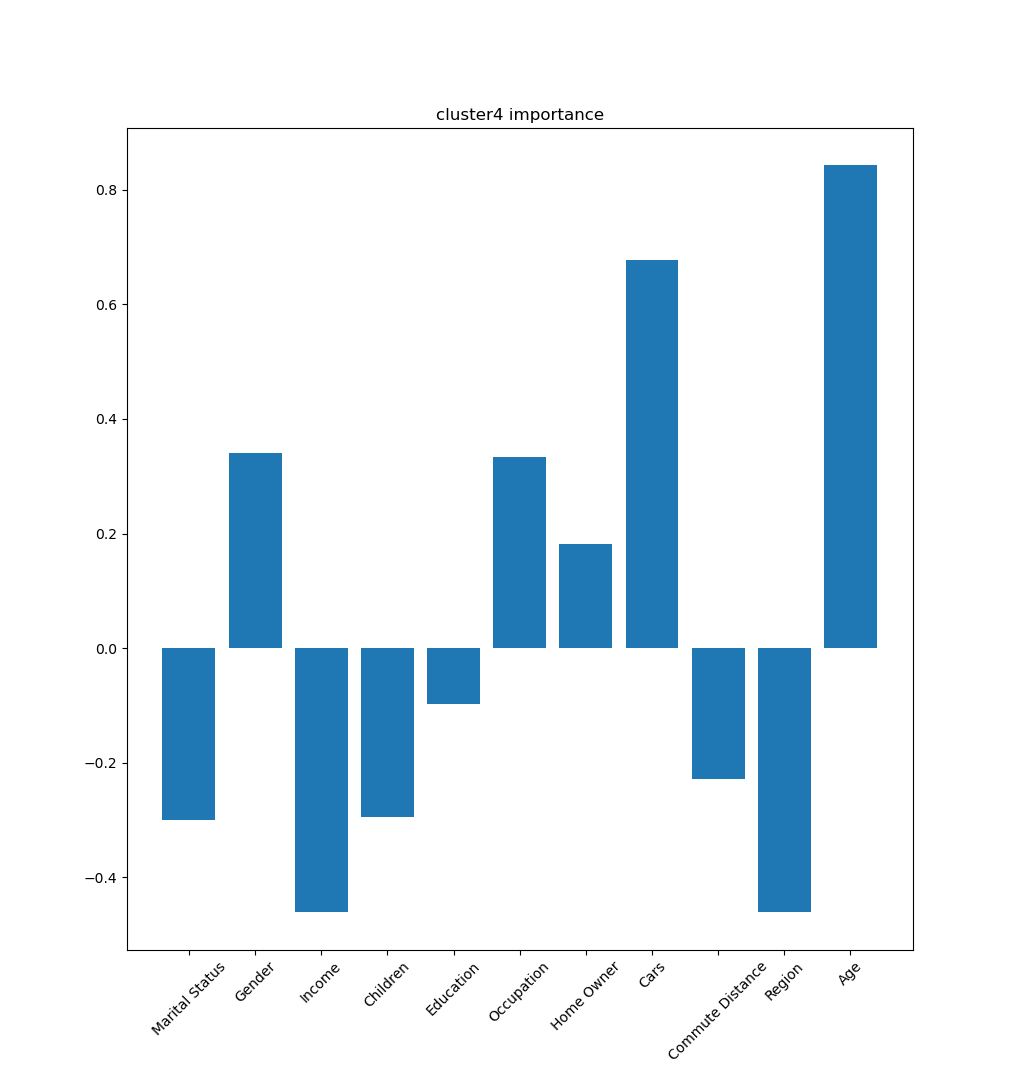 cluster4 importance
0.8
0.6
0.4
0.2
0.0
−0.2
−0.4
Marital Status
Gender
Income
Children
Education
Occupation
Home Owner
Cars
Commute Distance
Region
Age